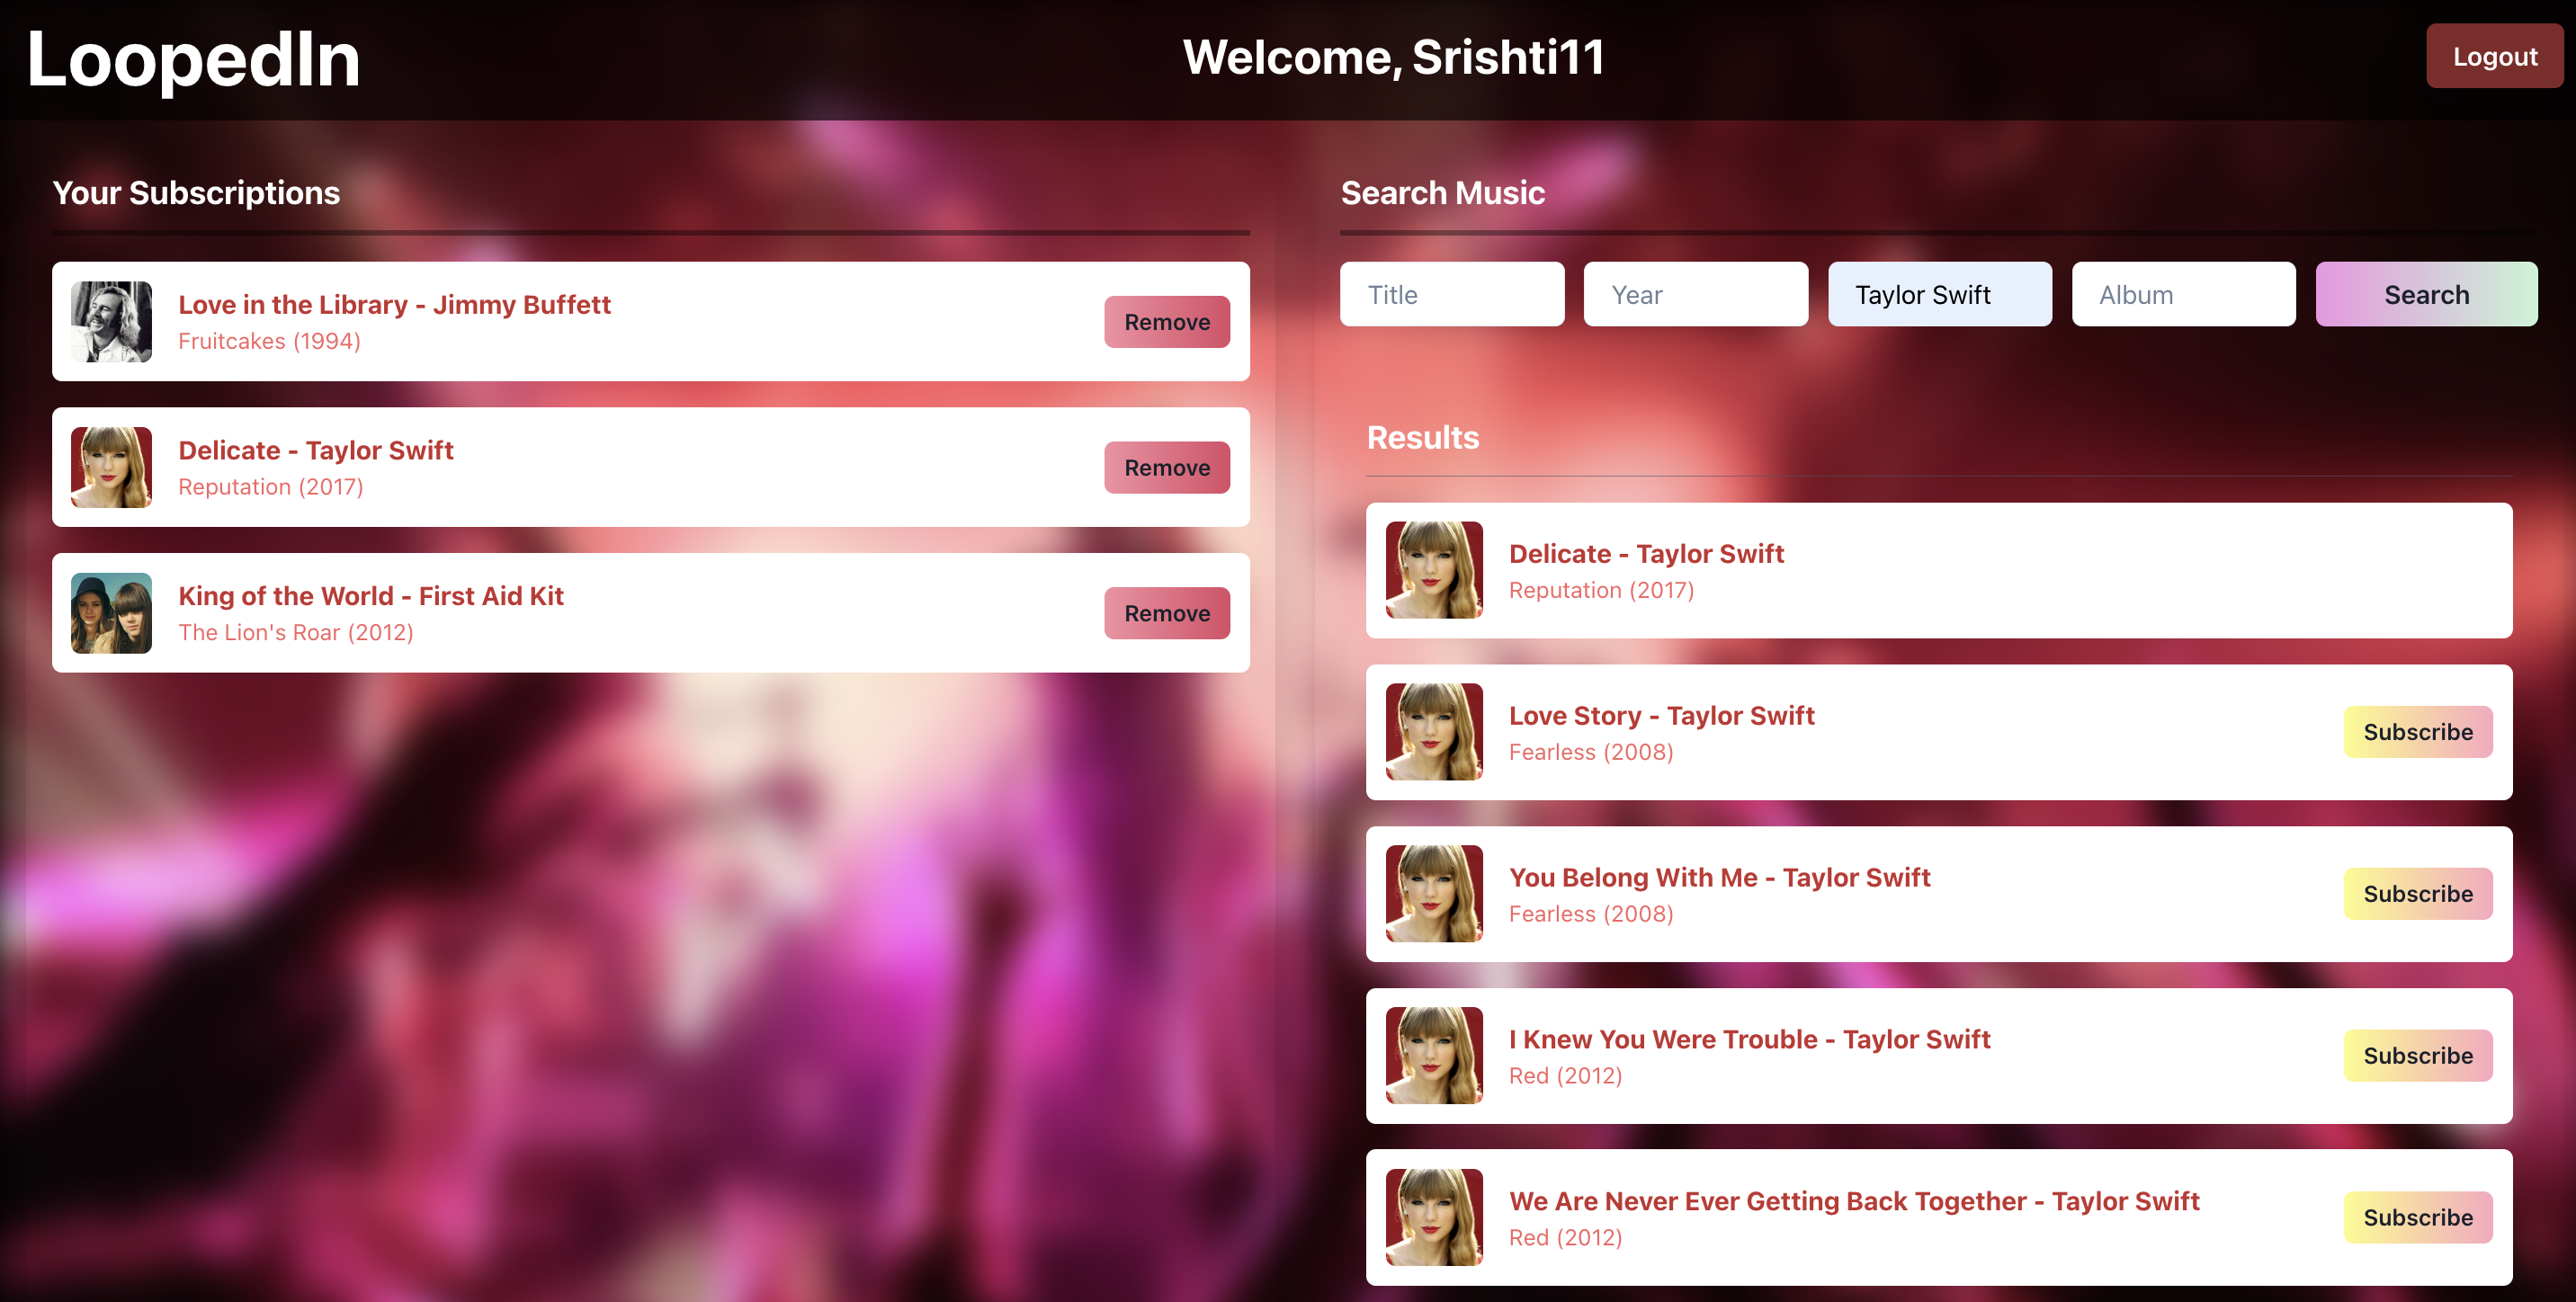 LoopedIn
Welcome, Srishti11
Logout
Your Subscriptions
Love in the Library - Jimmy Buffett
Fruitcakes (1994)
Remove
Delicate - Taylor Swift
Reputation (2017)
Remove
King of the World - First Aid Kit
The Lion's Roar (2012)
Remove
Search Music
Title
Year
Taylor Swift
Album
Search
Results
Delicate - Taylor Swift
Reputation (2017)
Love Story - Taylor Swift
Fearless (2008)
Subscribe
You Belong With Me - Taylor Swift
Fearless (2008)
Subscribe
I Knew You Were Trouble - Taylor Swift
Red (2012)
Subscribe
We Are Never Ever Getting Back Together - Taylor Swift
Red (2012)
Subscribe